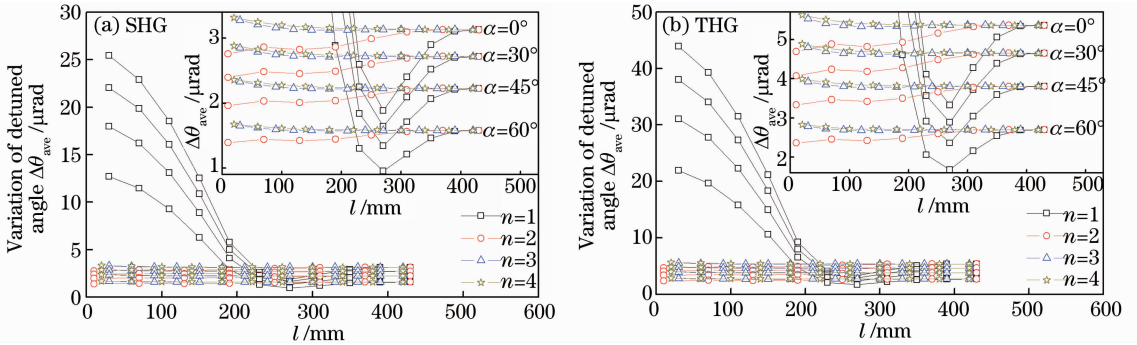 (a) SHG
Variation of detuned
angle Δθave /μrad
30
25
20
15
10
5
0
0 100 200 300 400 500 600
l /mm
Δθave /μrad
3
2
1
0 100 200 300 400 500
l /mm
α=0°
α=30°
α=45°
α=60°
n=1
n=2
n=3
n=4
(b) THG
Variation of detuned
angle Δθave /μrad
50
40
30
20
10
0
0 100 200 300 400 500 600
l /mm
Δθave /μrad
5
4
3
2
0 100 200 300 400 500
l /mm
α=0°
α=30°
α=45°
α=60°
n=1
n=2
n=3
n=4